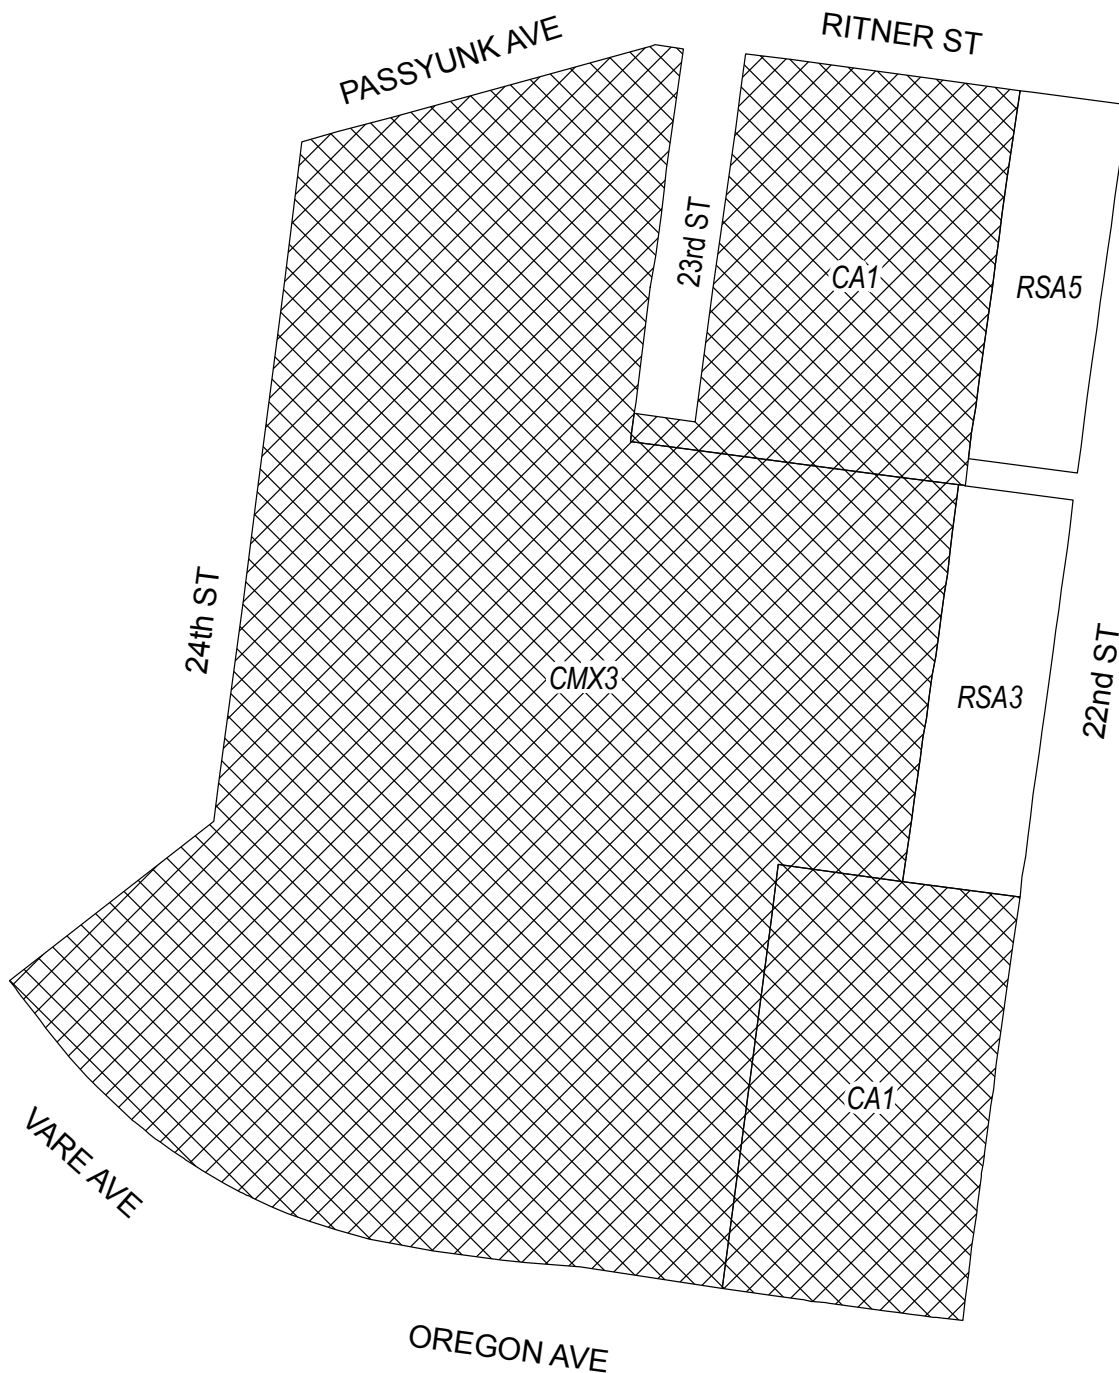 RITNER ST
PASSYUNK AVE
23rd ST
CA1
RSA5
24th ST
CMX3
RSA3
22nd ST
CA1
VARE AVE
OREGON AVE